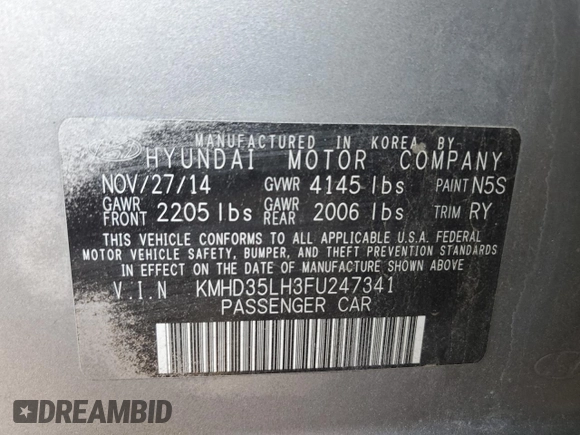 MANUFACTURED IN KOREA BY
HYUNDAI MOTOR COMPANY
NOV/27/14 GVWR 4145 lbs PAINT N5S
GAWR FRONT 2205 lbs GAWR REAR 2006 lbs TRIM RY
THIS VEHICLE CONFORMS TO ALL APPLICABLE U.S.A. FEDERAL
MOTOR VEHICLE SAFETY, BUMPER, AND THEFT PREVENTION STANDARDS
IN EFFECT ON THE DATE OF MANUFACTURE SHOWN ABOVE
V.I.N KMHD35LH3FU247341
PASSENGER CAR
DREAMBID
DREAMBID.COM